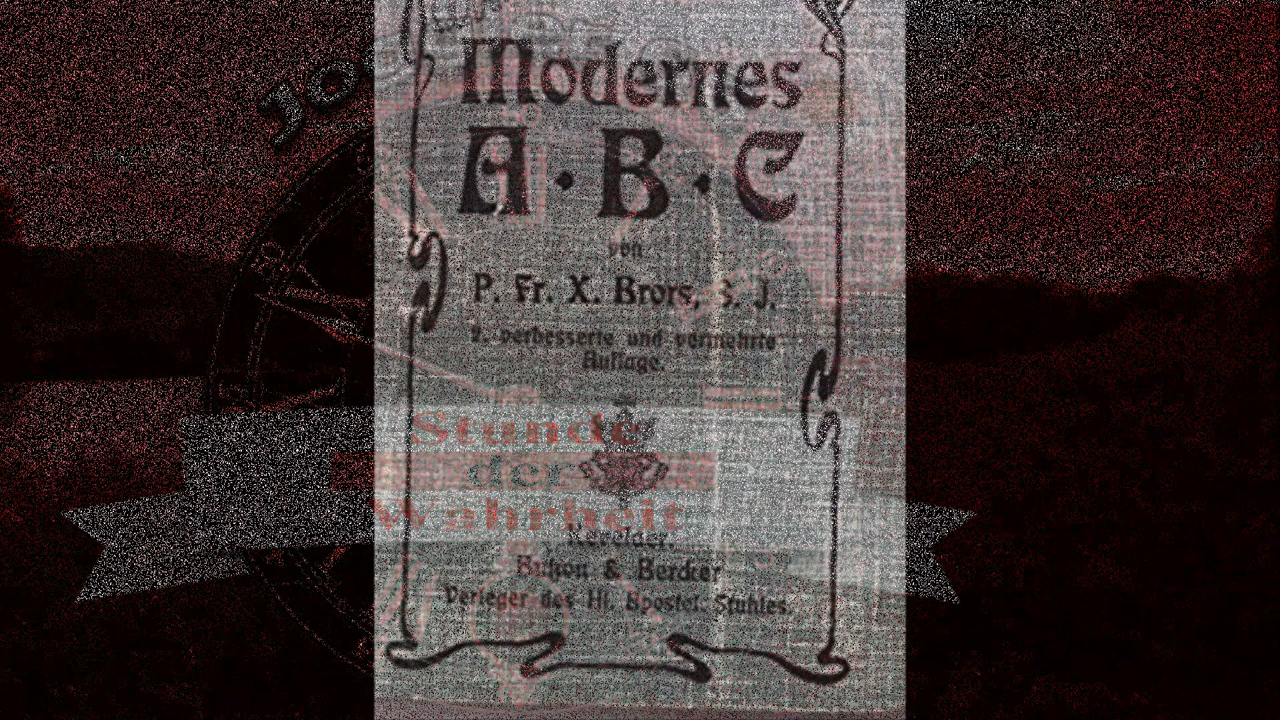 Jo
Modernes
A · B · C
von
P. Fr. X. Brors, S. J.
2. verbesserte und vermehrte
Auflage.
Stunde
der
Wahrheit
Kevelaer.
Butzon & Bercker
Verleger des Hl. Apostol. Stuhles.